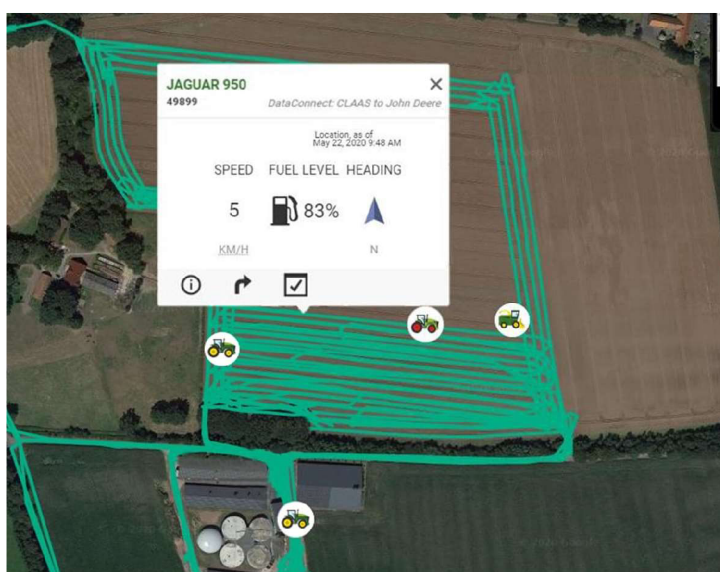 JAGUAR 950
49899
DataConnect: CLAAS to John Deere
Location, as of
May 22, 2020 9:48 AM
SPEED FUEL LEVEL HEADING
5 83%
KM/H N